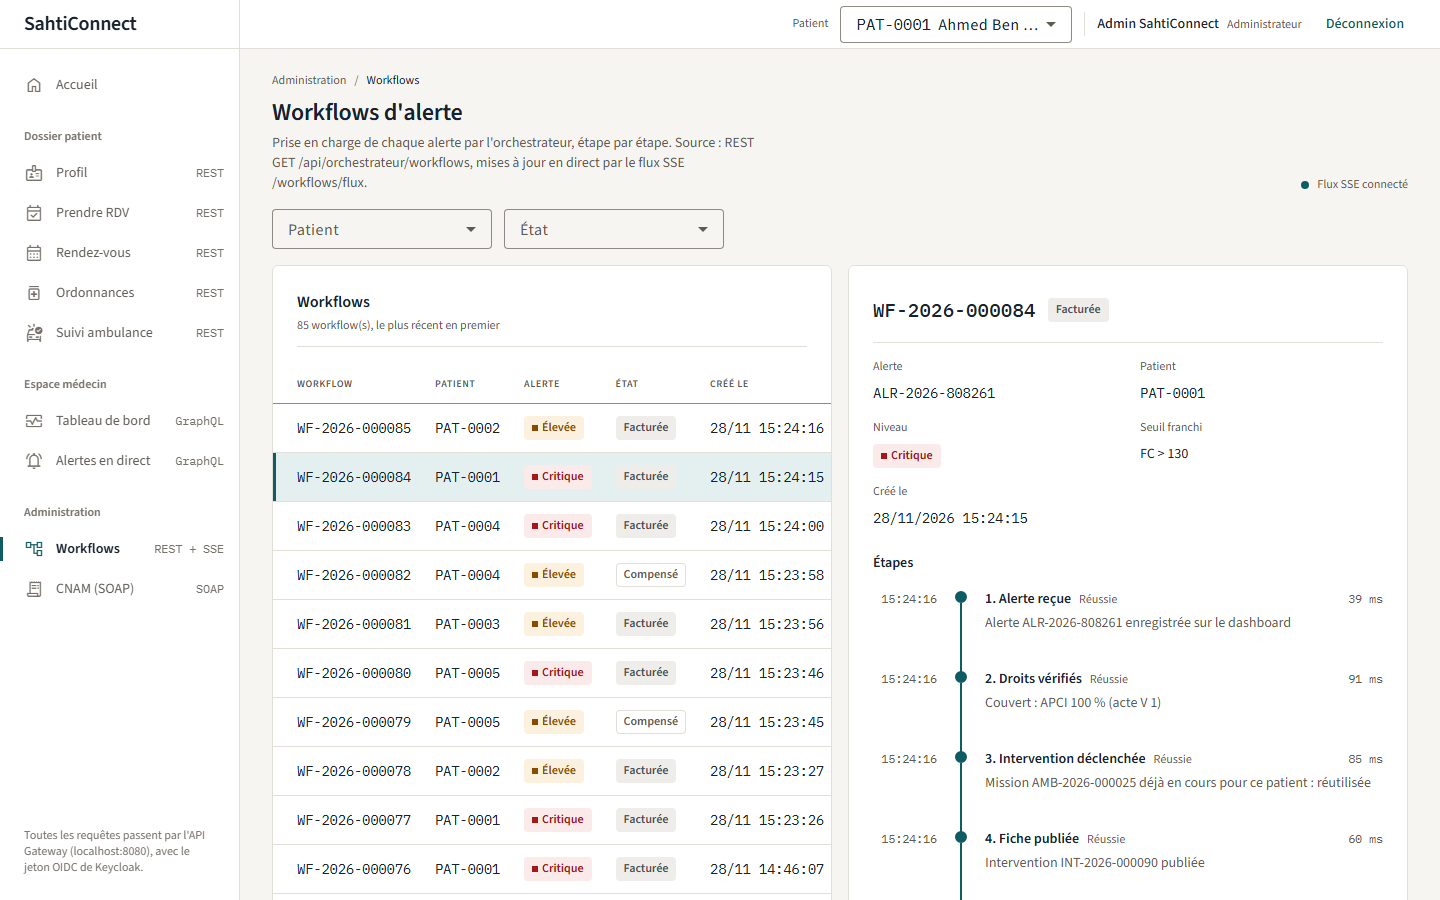 SahtiConnect
Patient
PAT-0001 Ahmed Ben ...
Admin SahtiConnect Administrateur
Déconnexion
Accueil
Dossier patient
Profil REST
Prendre RDV REST
Rendez-vous REST
Ordonnances REST
Suivi ambulance REST
Espace médecin
Tableau de bord GraphQL
Alertes en direct GraphQL
Administration
Workflows REST + SSE
CNAM (SOAP) SOAP
Toutes les requêtes passent par l'API
Gateway (localhost:8080), avec le
jeton OIDC de Keycloak.
Administration / Workflows
Workflows d'alerte
Prise en charge de chaque alerte par l'orchestrateur, étape par étape. Source : REST
GET /api/orchestrateur/workflows, mises à jour en direct par le flux SSE
/workflows/flux.
Flux SSE connecté
Patient
État
Workflows
85 workflow(s), le plus récent en premier
WORKFLOW PATIENT ALERTE ÉTAT CRÉÉ LE
WF-2026-000085 PAT-0002 Élevée Facturée 28/11 15:24:16
WF-2026-000084 PAT-0001 Critique Facturée 28/11 15:24:15
WF-2026-000083 PAT-0004 Critique Facturée 28/11 15:24:00
WF-2026-000082 PAT-0004 Élevée Compensé 28/11 15:23:58
WF-2026-000081 PAT-0003 Élevée Facturée 28/11 15:23:56
WF-2026-000080 PAT-0005 Critique Facturée 28/11 15:23:46
WF-2026-000079 PAT-0005 Élevée Compensé 28/11 15:23:45
WF-2026-000078 PAT-0002 Élevée Facturée 28/11 15:23:27
WF-2026-000077 PAT-0001 Critique Facturée 28/11 15:23:26
WF-2026-000076 PAT-0001 Critique Facturée 28/11 14:46:07
WF-2026-000084 Facturée
Alerte Patient
ALR-2026-808261 PAT-0001
Niveau Seuil franchi
Critique FC > 130
Créé le
28/11/2026 15:24:15
Étapes
15:24:16 1. Alerte reçue Réussie 39 ms
Alerte ALR-2026-808261 enregistrée sur le dashboard
15:24:16 2. Droits vérifiés Réussie 91 ms
Couvert : APCI 100 % (acte V 1)
15:24:16 3. Intervention déclenchée Réussie 85 ms
Mission AMB-2026-000025 déjà en cours pour ce patient : réutilisée
15:24:16 4. Fiche publiée Réussie 60 ms
Intervention INT-2026-000090 publiée